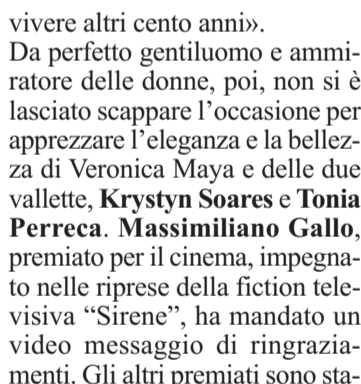 vivere altri cento anni».
Da perfetto gentiluomo e ammi-
ratore delle donne, poi, non si è
lasciato scappare l'occasione per
apprezzare l'eleganza e la bellez-
za di Veronica Maya e delle due
vallette, Krystyn Soares e Tonia
Perreca. Massimiliano Gallo,
premiato per il cinema, impegna-
to nelle riprese della fiction tele-
visiva “Sirene”, ha mandato un
video messaggio di ringrazia-
menti. Gli altri premiati sono sta-